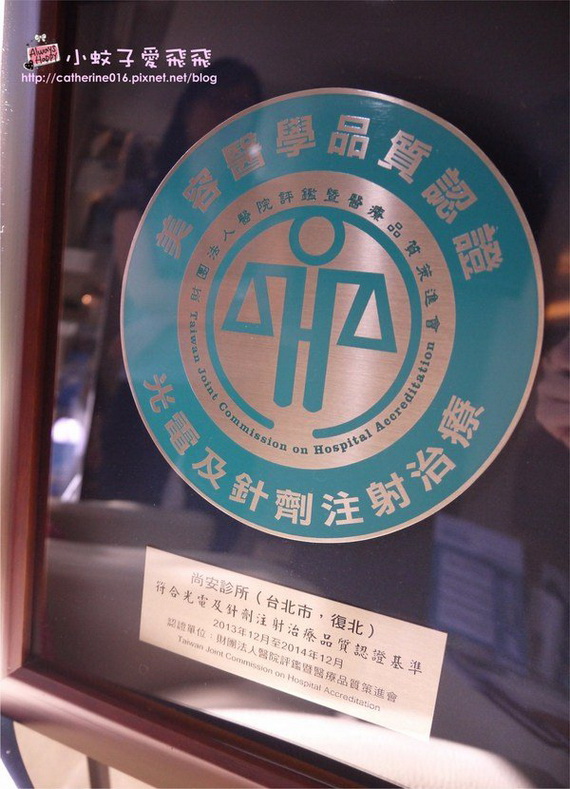 Always Happy
小蚊子愛飛飛
http://catherine016.pixnet.net/blog
美容醫學品質認證
財團法人醫院評鑑暨醫療品質策進會
Taiwan Joint Commission on Hospital Accreditation
光電及針劑注射治療
尚安診所（台北市，復北）
符合光電及針劑注射治療品質認證基準
2013年12月至2014年12月
認證單位：財團法人醫院評鑑暨醫療品質策進會
Taiwan Joint Commission on Hospital Accreditation